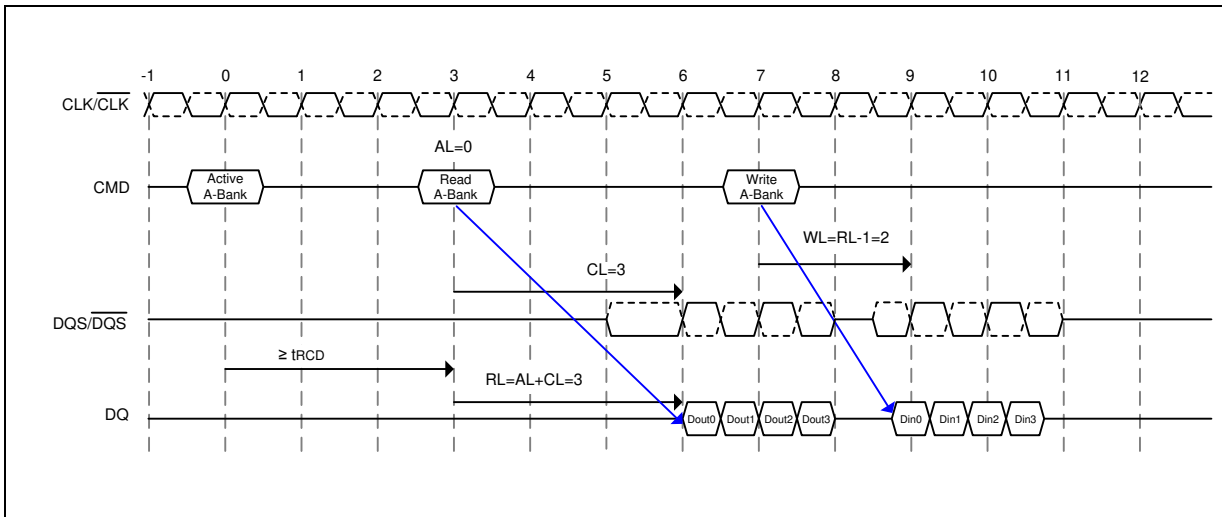 -1 0 1 2 3 4 5 6 7 8 9 10 11 12
CLK/CLK
AL=0
CMD
Active
A-Bank
Read
A-Bank
Write
A-Bank
WL=RL-1=2
CL=3
DQS/DQS
≥ tRCD
RL=AL+CL=3
DQ
Dout0 Dout1 Dout2 Dout3 Din0 Din1 Din2 Din3